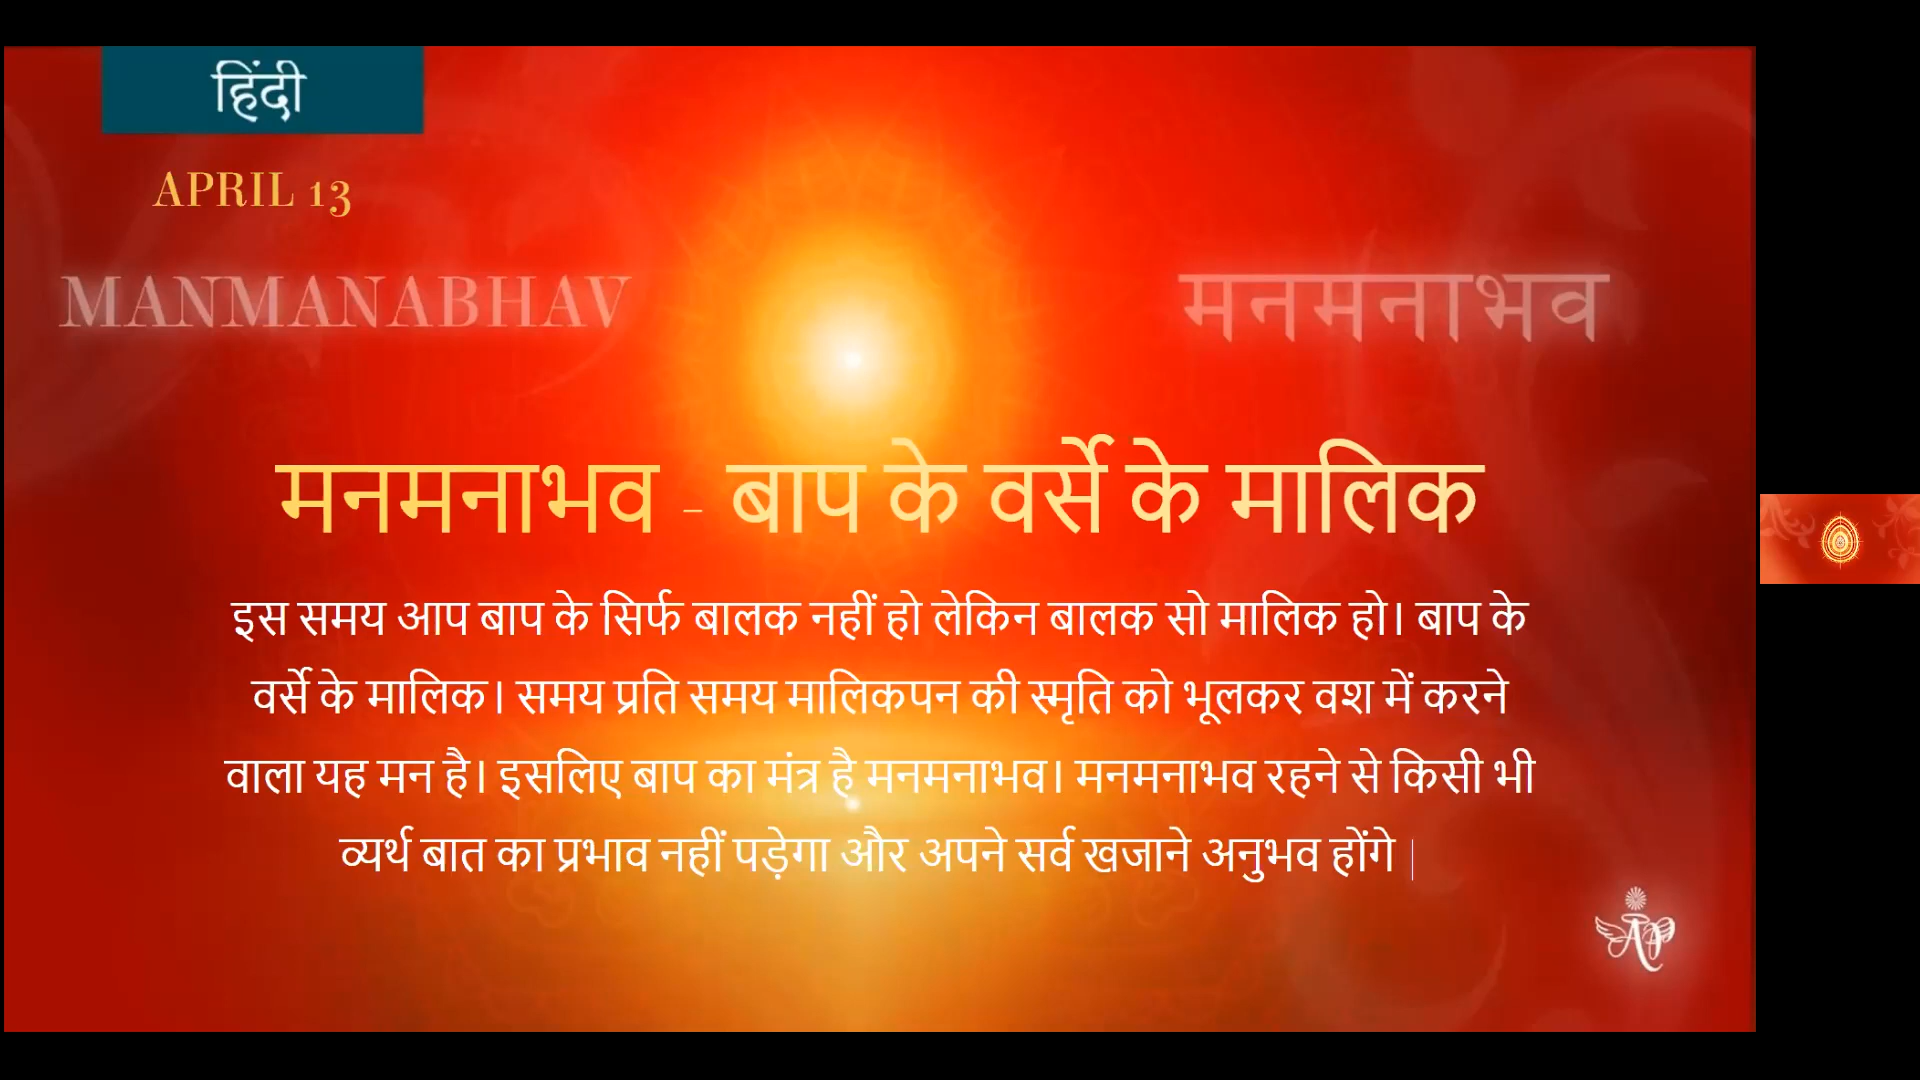 हिंदी
APRIL 13
MANMANABHAV
मनमनाभव
मनमनाभव - बाप के वर्से के मालिक
इस समय आप बाप के सिर्फ बालक नहीं हो लेकिन बालक सो मालिक हो। बाप के
वर्से के मालिक। समय प्रति समय मालिकपन की स्मृति को भूलकर वश में करने
वाला यह मन है। इसलिए बाप का मंत्र है मनमनाभव। मनमनाभव रहने से किसी भी
व्यर्थ बात का प्रभाव नहीं पड़ेगा और अपने सर्व खजाने अनुभव होंगे |
AP